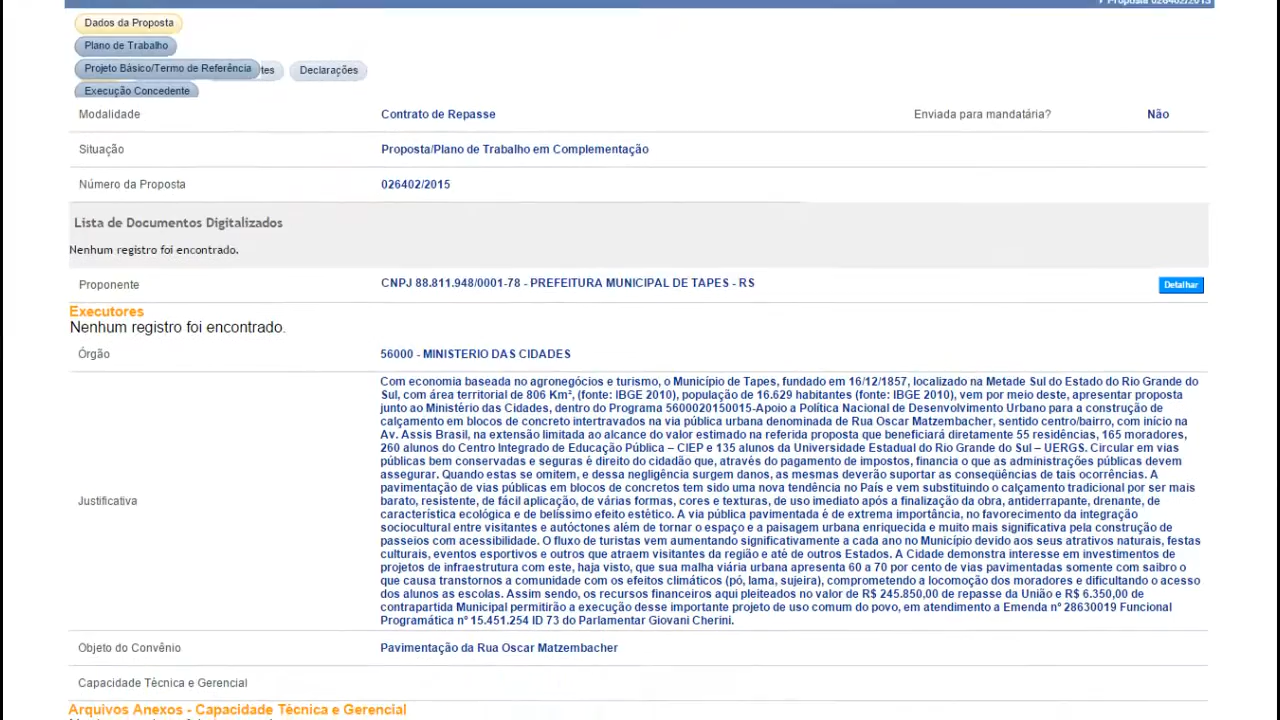 Proposta 026402/2015
Dados da Proposta
Plano de Trabalho
Projeto Básico/Termo de Referência tes Declarações
Execução Concedente
Modalidade Contrato de Repasse Enviada para mandatária? Não
Situação Proposta/Plano de Trabalho em Complementação
Número da Proposta 026402/2015
Lista de Documentos Digitalizados
Nenhum registro foi encontrado.
Proponente CNPJ 88.811.948/0001-78 - PREFEITURA MUNICIPAL DE TAPES - RS Detalhar
Executores
Nenhum registro foi encontrado.
Órgão 56000 - MINISTERIO DAS CIDADES
Justificativa
Com economia baseada no agronegócios e turismo, o Município de Tapes, fundado em 16/12/1857, localizado na Metade Sul do Estado do Rio Grande do
Sul, com área territorial de 806 Km², (fonte: IBGE 2010), população de 16.629 habitantes (fonte: IBGE 2010), vem por meio deste, apresentar proposta
junto ao Ministério das Cidades, dentro do Programa 5600020150015-Apoio a Política Nacional de Desenvolvimento Urbano para a construção de
calçamento em blocos de concreto intertravados na via pública urbana denominada de Rua Oscar Matzembacher, sentido centro/bairro, com início na
Av. Assis Brasil, na extensão limitada ao alcance do valor estimado na referida proposta que beneficiará diretamente 55 residências, 165 moradores,
260 alunos do Centro Integrado de Educação Pública – CIEP e 135 alunos da Universidade Estadual do Rio Grande do Sul – UERGS. Circular em vias
públicas bem conservadas e seguras é direito do cidadão que, através do pagamento de impostos, financia o que as administrações públicas devem
assegurar. Quando estas se omitem, e dessa negligência surgem danos, as mesmas deverão suportar as conseqüências de tais ocorrências. A
pavimentação de vias públicas em blocos de concretos tem sido uma nova tendência no País e vem substituindo o calçamento tradicional por ser mais
barato, resistente, de fácil aplicação, de várias formas, cores e texturas, de uso imediato após a finalização da obra, antiderrapante, drenante, de
característica ecológica e de belíssimo efeito estético. A via pública pavimentada é de extrema importância, no favorecimento da integração
sociocultural entre visitantes e autóctones além de tornar o espaço e a paisagem urbana enriquecida e muito mais significativa pela construção de
passeios com acessibilidade. O fluxo de turistas vem aumentando significativamente a cada ano no Município devido aos seus atrativos naturais, festas
culturais, eventos esportivos e outros que atraem visitantes da região e até de outros Estados. A Cidade demonstra interesse em investimentos de
projetos de infraestrutura com este, haja visto, que sua malha viária urbana apresenta 60 a 70 por cento de vias pavimentadas somente com saibro o
que causa transtornos a comunidade com os efeitos climáticos (pó, lama, sujeira), comprometendo a locomoção dos moradores e dificultando o acesso
dos alunos as escolas. Assim sendo, os recursos financeiros aqui pleiteados no valor de R$ 245.850,00 de repasse da União e R$ 6.350,00 de
contrapartida Municipal permitirão a execução desse importante projeto de uso comum do povo, em atendimento a Emenda nº 28630019 Funcional
Programática nº 15.451.254 ID 73 do Parlamentar Giovani Cherini.
Objeto do Convênio Pavimentação da Rua Oscar Matzembacher
Capacidade Técnica e Gerencial
Arquivos Anexos - Capacidade Técnica e Gerencial